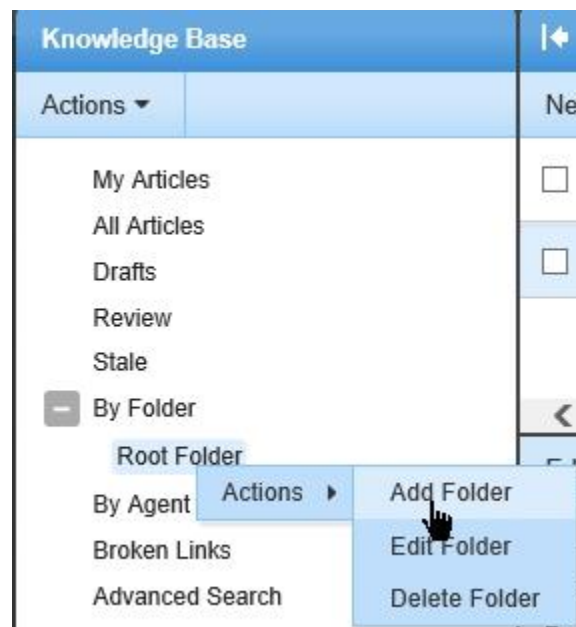 Knowledge Base
Actions
Ne
My Articles
All Articles
Drafts
Review
Stale
By Folder
Root Folder
Actions
Add Folder
By Agent
Edit Folder
Broken Links
Delete Folder
Advanced Search